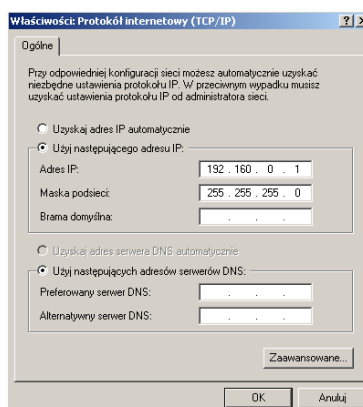 Właściwości: Protokół internetowy (TCP/IP)
Ogólne
Przy odpowiedniej konfiguracji sieci możesz automatycznie uzyskać
niezbędne ustawienia protokołu IP. W przeciwnym wypadku musisz
uzyskać ustawienia protokołu IP od administratora sieci.
Uzyskaj adres IP automatycznie
Użyj następującego adresu IP:
Adres IP: 192 . 160 . 0 . 1
Maska podsieci: 255 . 255 . 255 . 0
Brama domyślna: . . .
Uzyskaj adres serwera DNS automatycznie
Użyj następujących adresów serwerów DNS:
Preferowany serwer DNS: . . .
Alternatywny serwer DNS: . . .
Zaawansowane...
OK Anuluj